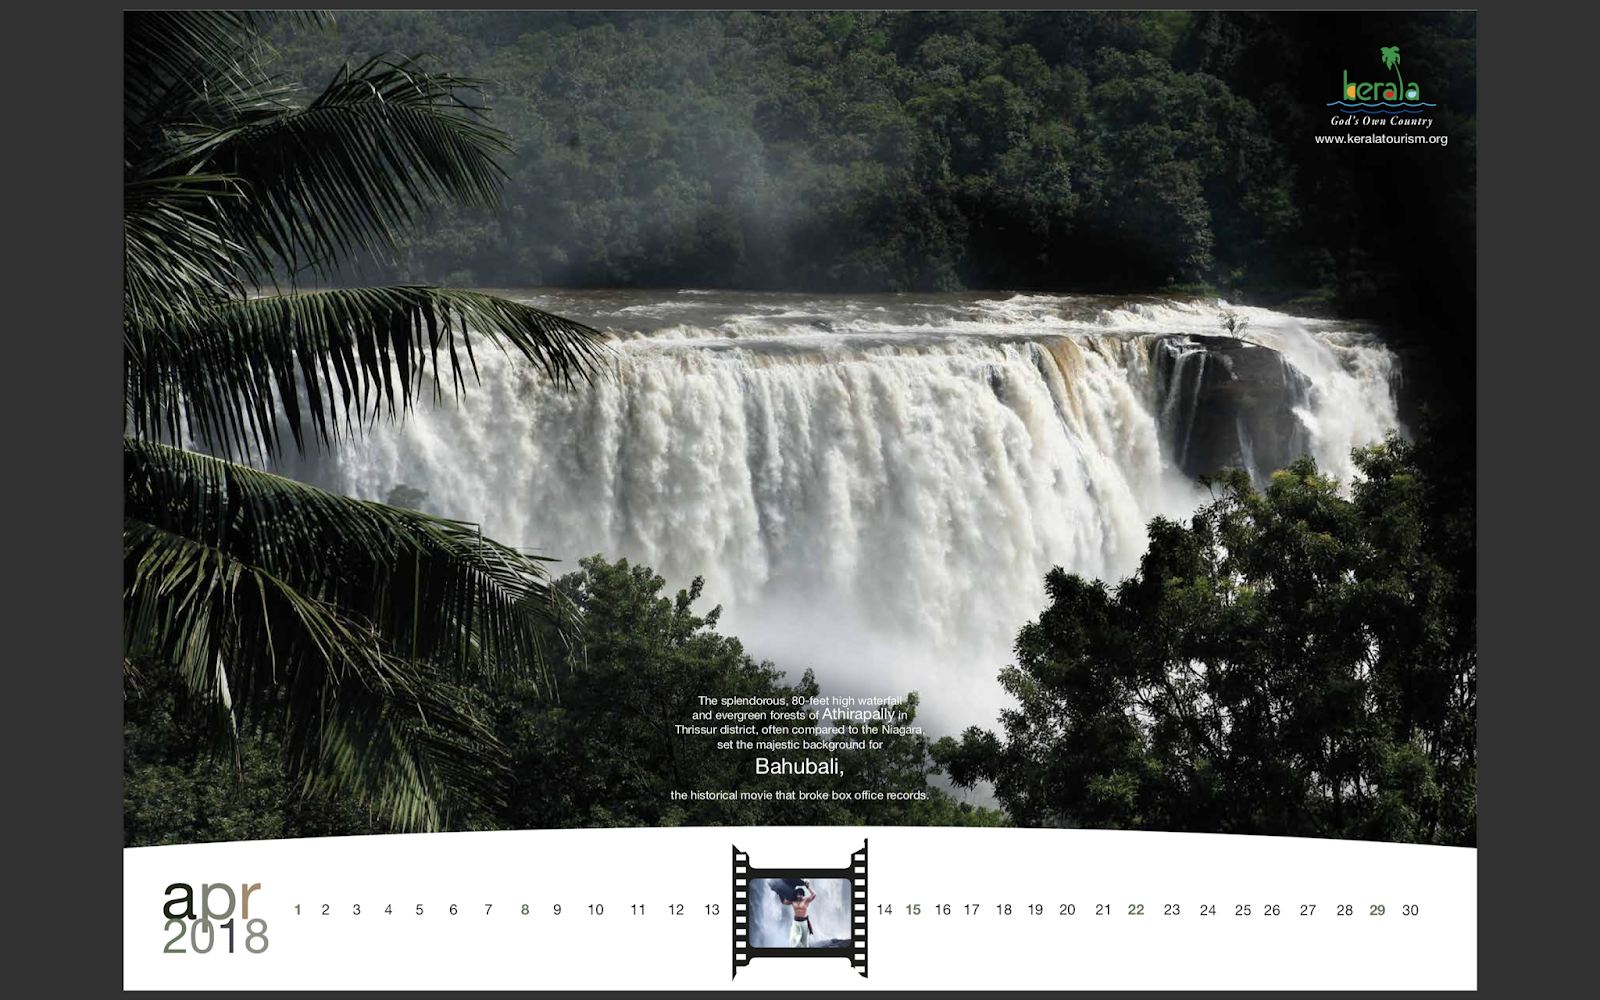 kerala
God's Own Country
www.keralatourism.org
The splendorous, 80-feet high waterfall
and evergreen forests of Athirapally in
Thrissur district, often compared to the Niagara,
set the majestic background for
Bahubali,
the historical movie that broke box office records.
apr
2018
1 2 3 4 5 6 7 8 9 10 11 12 13 14 15 16 17 18 19 20 21 22 23 24 25 26 27 28 29 30